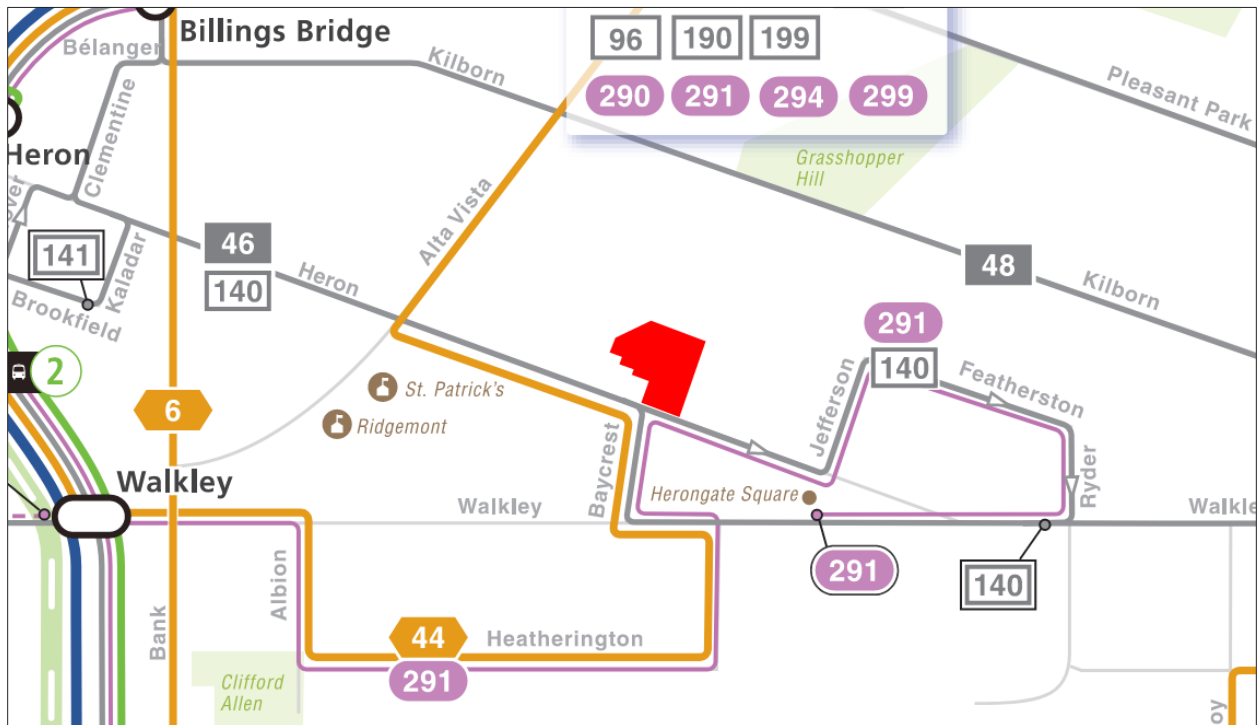 Billings Bridge
Bélanger
96
190
199
290
291
294
299
Kilborn
Pleasant Park
Clementine
Heron
Grasshopper
Hill
Alta Vista
46
140
141
Kaladar
Brookfield
Heron
48
Kilborn
2
291
140
Jefferson
Featherston
St. Patrick's
Ridgemont
6
Baycrest
Walkley
Walkley
Herongate Square
Ryder
291
140
Albion
Bank
44
Heatherington
291
Clifford
Allen